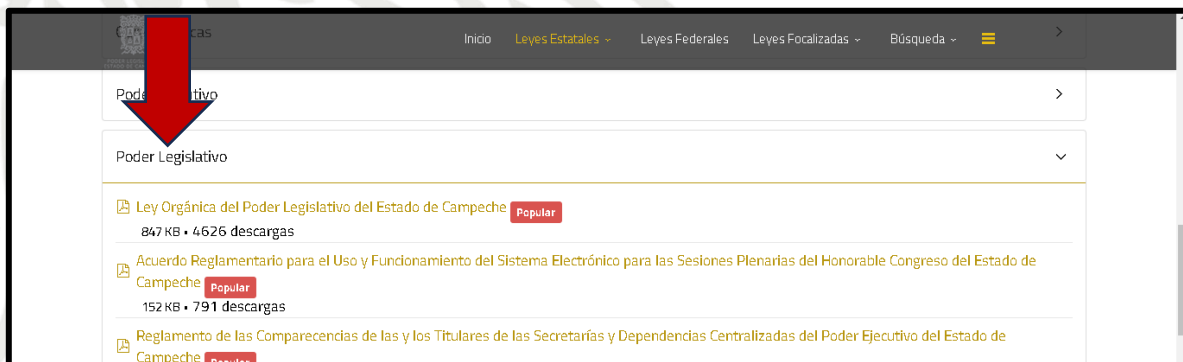 Inicio Leyes Estatales Leyes Federales Leyes Focalizadas Búsqueda
Poder Legislativo
Ley Orgánica del Poder Legislativo del Estado de Campeche Popular
847 KB • 4626 descargas
Acuerdo Reglamentario para el Uso y Funcionamiento del Sistema Electrónico para las Sesiones Plenarias del Honorable Congreso del Estado de
Campeche Popular
152 KB • 791 descargas
Reglamento de las Comparecencias de las y los Titulares de las Secretarías y Dependencias Centralizadas del Poder Ejecutivo del Estado de
Campeche Popular